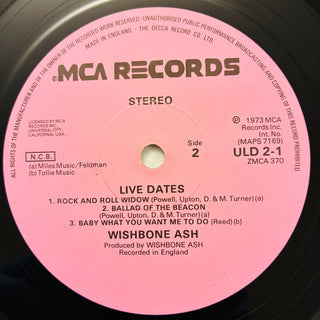 ALL RIGHTS OF THE MANUFACTURER AND OF THE OWNER OF THE RECORDED WORK RESERVED · UNAUTHORISED PUBLIC PERFORMANCE BROADCASTING AND COPYING OF THIS RECORD PROHIBITED
MADE IN ENGLAND · THE DECCA RECORD CO LTD
MCA RECORDS
STEREO
LICENSED BY MCA
RECORDS INC.
UNIVERSAL CITY,
CALIFORNIA.
N.C.B.
(a) Miles Music/Feldman
(b) Tollie Music
Side
2
℗ 1973 MCA
Records Inc.
Int. No.
(MAPS 7169)
ULD 2-1
ZMCA 370
LIVE DATES
1. ROCK AND ROLL WIDOW (Powell, Upton, D. & M. Turner)(a)
2. BALLAD OF THE BEACON
(Powell, Upton, D. & M. Turner)(a)
3. BABY WHAT YOU WANT ME TO DO (Reed)(b)
WISHBONE ASH
Produced by WISHBONE ASH
Recorded in England